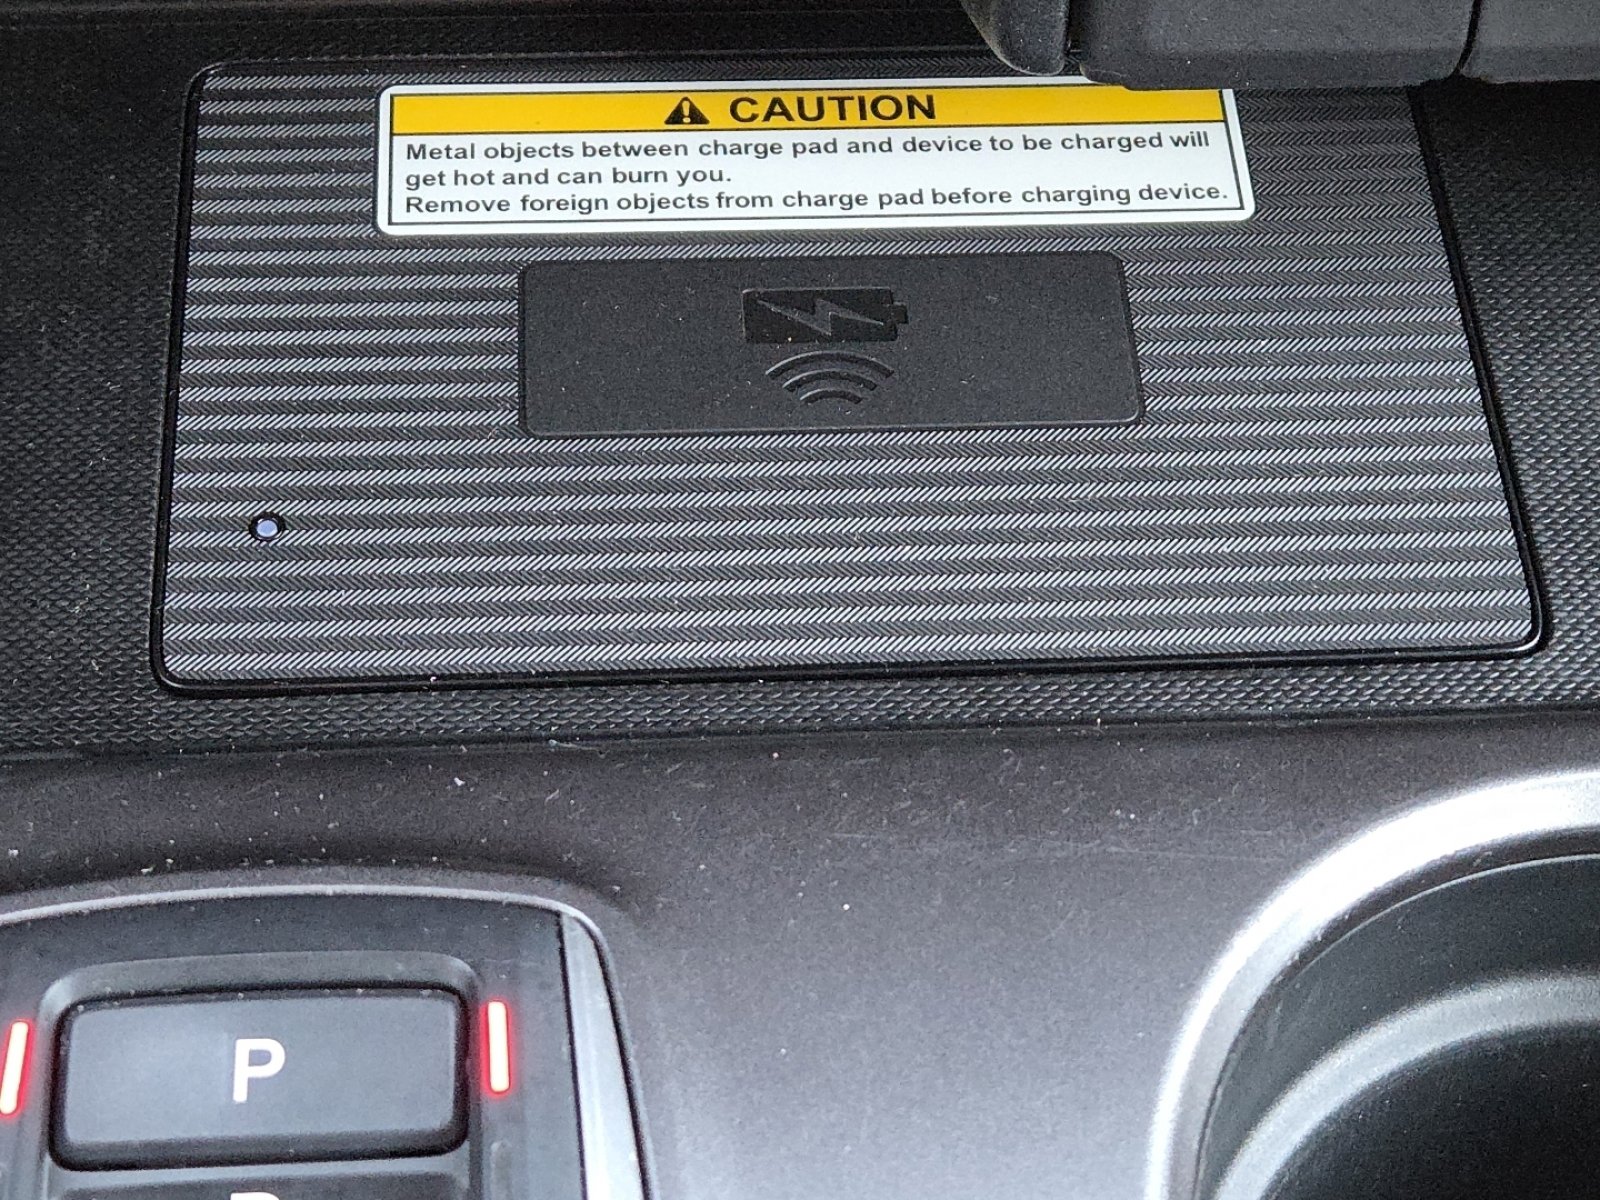 CAUTION
Metal objects between charge pad and device to be charged will
get hot and can burn you.
Remove foreign objects from charge pad before charging device.
P